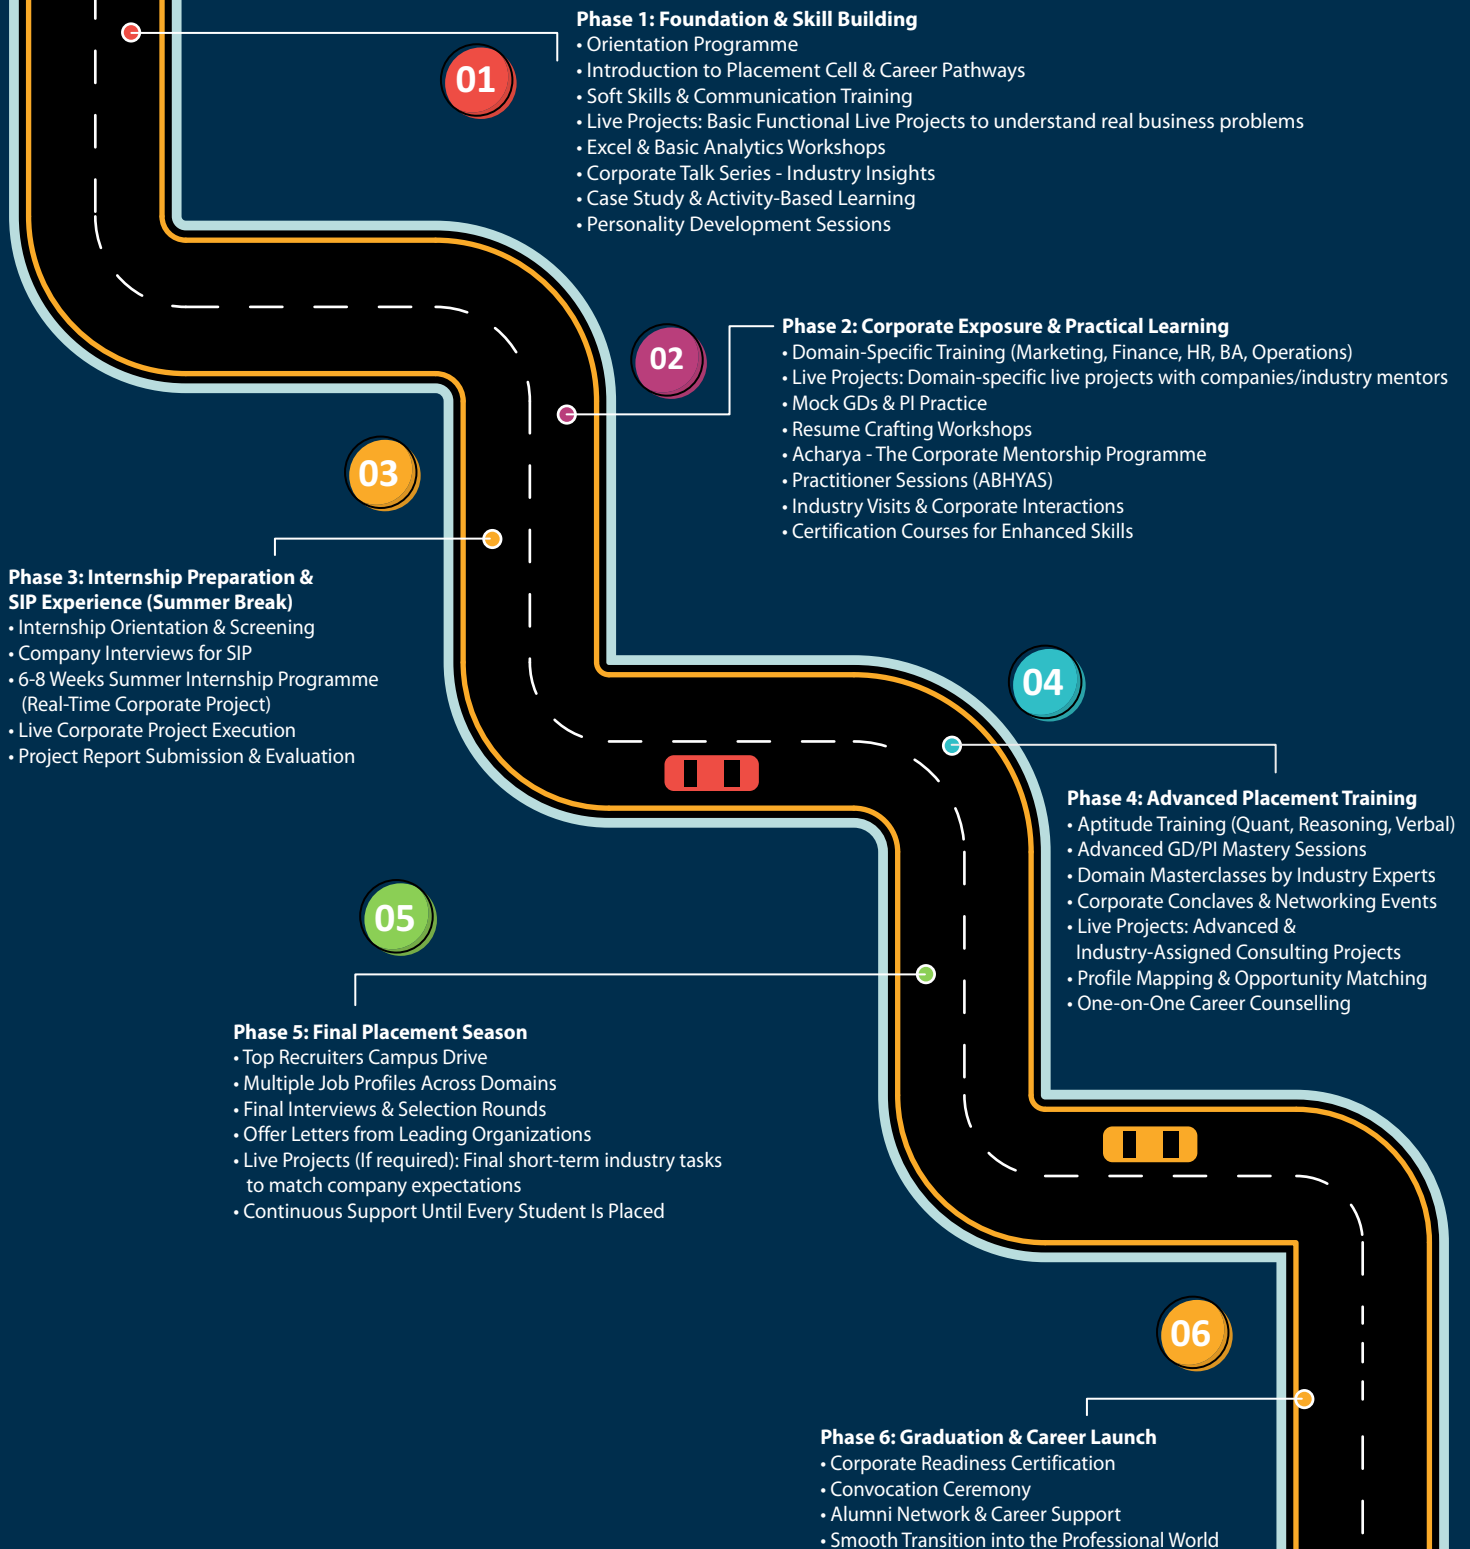 01
Phase 1: Foundation & Skill Building
• Orientation Programme
• Introduction to Placement Cell & Career Pathways
• Soft Skills & Communication Training
• Live Projects: Basic Functional Live Projects to understand real business problems
• Excel & Basic Analytics Workshops
• Corporate Talk Series - Industry Insights
• Case Study & Activity-Based Learning
• Personality Development Sessions
02
Phase 2: Corporate Exposure & Practical Learning
• Domain-Specific Training (Marketing, Finance, HR, BA, Operations)
• Live Projects: Domain-specific live projects with companies/industry mentors
• Mock GDs & PI Practice
• Resume Crafting Workshops
• Acharya - The Corporate Mentorship Programme
• Practitioner Sessions (ABHYAS)
• Industry Visits & Corporate Interactions
• Certification Courses for Enhanced Skills
03
Phase 3: Internship Preparation &
SIP Experience (Summer Break)
• Internship Orientation & Screening
• Company Interviews for SIP
• 6-8 Weeks Summer Internship Programme
(Real-Time Corporate Project)
• Live Corporate Project Execution
• Project Report Submission & Evaluation
04
Phase 4: Advanced Placement Training
• Aptitude Training (Quant, Reasoning, Verbal)
• Advanced GD/PI Mastery Sessions
• Domain Masterclasses by Industry Experts
• Corporate Conclaves & Networking Events
• Live Projects: Advanced &
Industry-Assigned Consulting Projects
• Profile Mapping & Opportunity Matching
• One-on-One Career Counselling
05
Phase 5: Final Placement Season
• Top Recruiters Campus Drive
• Multiple Job Profiles Across Domains
• Final Interviews & Selection Rounds
• Offer Letters from Leading Organizations
• Live Projects (If required): Final short-term industry tasks
to match company expectations
• Continuous Support Until Every Student Is Placed
06
Phase 6: Graduation & Career Launch
• Corporate Readiness Certification
• Convocation Ceremony
• Alumni Network & Career Support
• Smooth Transition into the Professional World